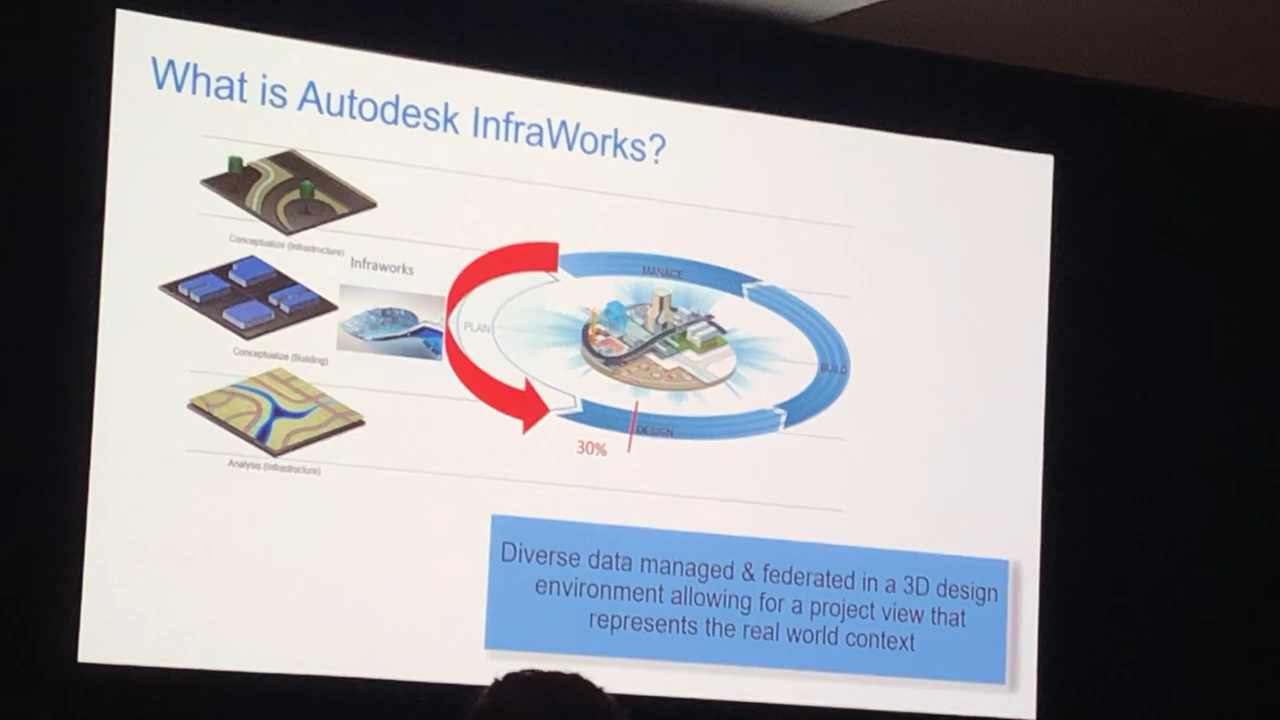 What is Autodesk InfraWorks?
Conceptualize (Infrastructure)
Infraworks
MANAGE
PLAN
Conceptualize (Building)
BUILD
DESIGN
30%
Analysis (Infrastructure)
Diverse data managed & federated in a 3D design
environment allowing for a project view that
represents the real world context